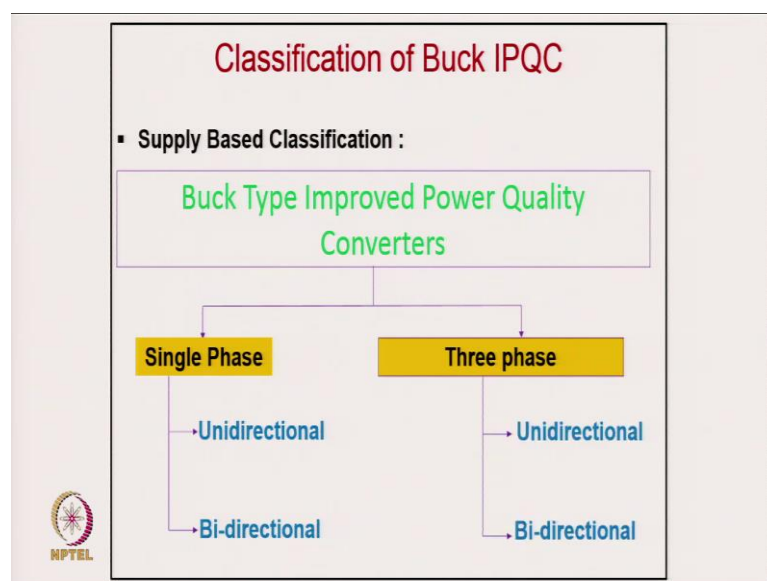 Classification of Buck IPQC
▪ Supply Based Classification :
Buck Type Improved Power Quality
Converters
Single Phase
Three phase
Unidirectional
Unidirectional
Bi-directional
Bi-directional
NPTEL